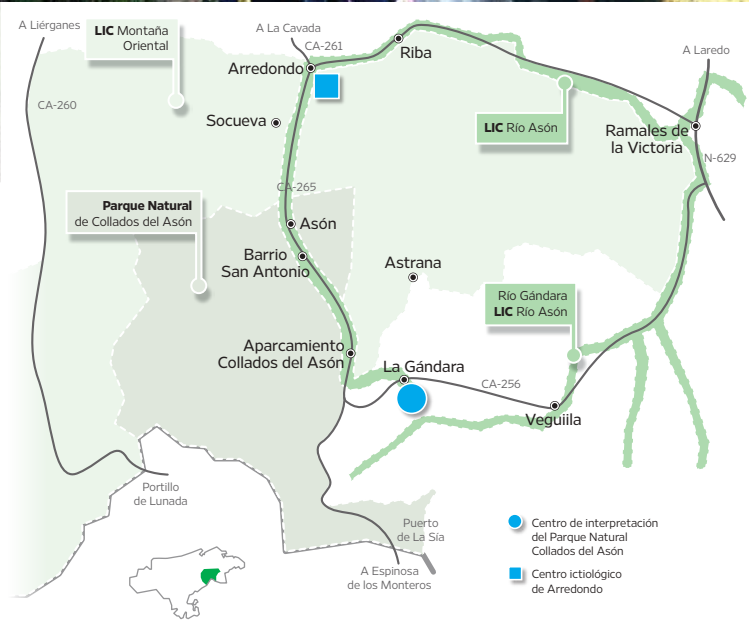 A Liérganes
LIC Montaña
Oriental
A La Cavada
CA-261
Riba
A Laredo
Arredondo
CA-260
Socueva
LIC Río Asón
Ramales de
la Victoria
N-629
CA-265
Parque Natural
de Collados del Asón
Asón
Barrio
San Antonio
Astrana
Río Gándara
LIC Río Asón
Aparcamiento
Collados del Asón
La Gándara
CA-256
Veguiila
Portillo
de Lunada
Puerto
de La Sía
A Espinosa
de los Monteros
Centro de interpretación
del Parque Natural
Collados del Asón
Centro ictiológico
de Arredondo